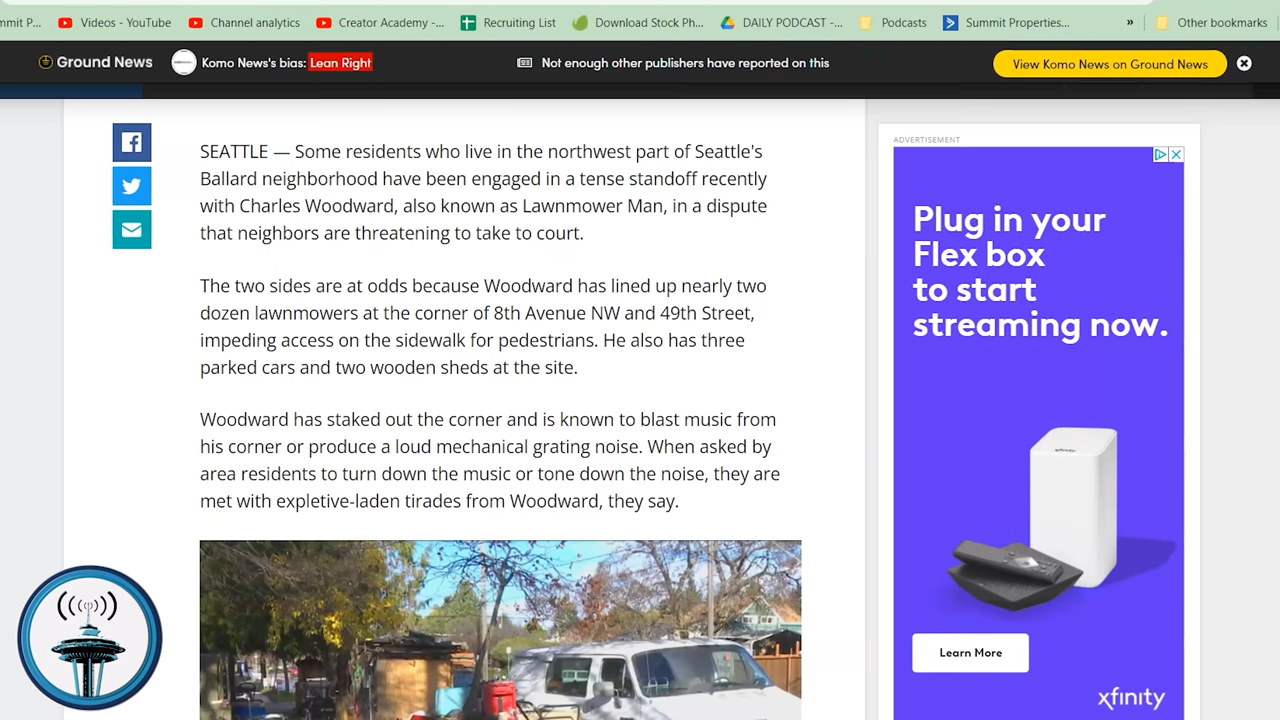 mmit P...
Videos - YouTube
Channel analytics
Creator Academy -...
Recruiting List
Download Stock Ph...
DAILY PODCAST -...
Podcasts
Summit Properties...
»
Other bookmarks
Ground News
Komo News's bias: Lean Right
Not enough other publishers have reported on this
View Komo News on Ground News
SEATTLE — Some residents who live in the northwest part of Seattle's
Ballard neighborhood have been engaged in a tense standoff recently
with Charles Woodward, also known as Lawnmower Man, in a dispute
that neighbors are threatening to take to court.
The two sides are at odds because Woodward has lined up nearly two
dozen lawnmowers at the corner of 8th Avenue NW and 49th Street,
impeding access on the sidewalk for pedestrians. He also has three
parked cars and two wooden sheds at the site.
Woodward has staked out the corner and is known to blast music from
his corner or produce a loud mechanical grating noise. When asked by
area residents to turn down the music or tone down the noise, they are
met with expletive-laden tirades from Woodward, they say.
ADVERTISEMENT
Plug in your
Flex box
to start
streaming now.
xfinity
Learn More
xfinity